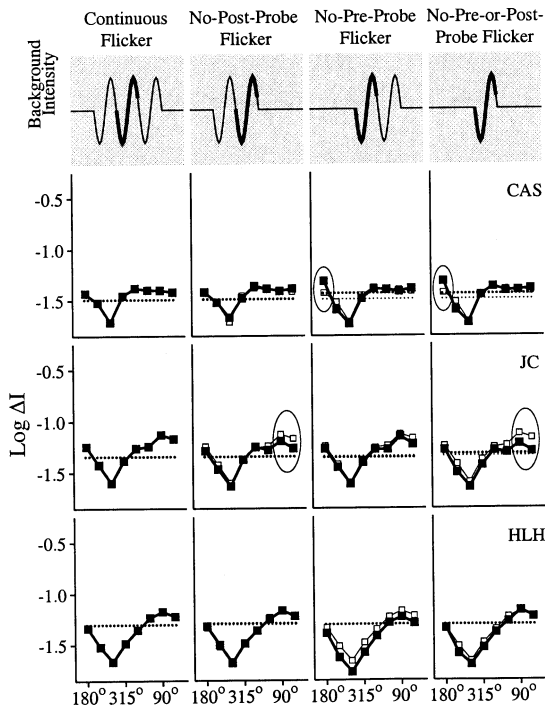 Continuous Flicker
No-Post-Probe Flicker
No-Pre-Probe Flicker
No-Pre-or-Post-Probe Flicker
Background Intensity
CAS
-0.5
-1.0
-1.5
JC
-0.5
-1.0
-1.5
Log ΔI
HLH
-0.5
-1.0
-1.5
180° 315° 90° 180° 315° 90° 180° 315° 90° 180° 315° 90°